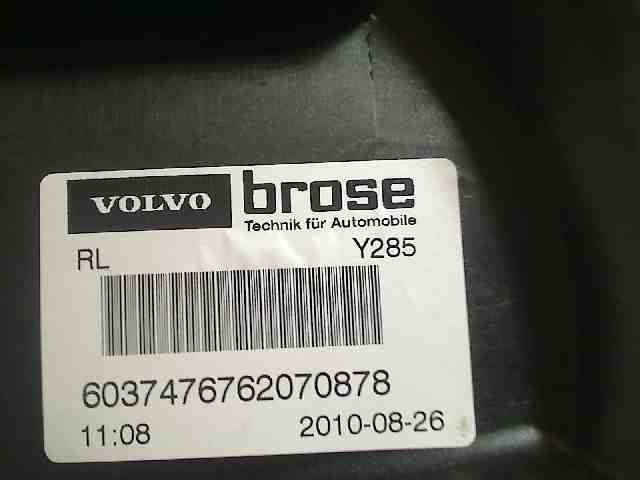 VOLVO brose
Technik für Automobile
RL Y285
6037476762070878
11:08 2010-08-26